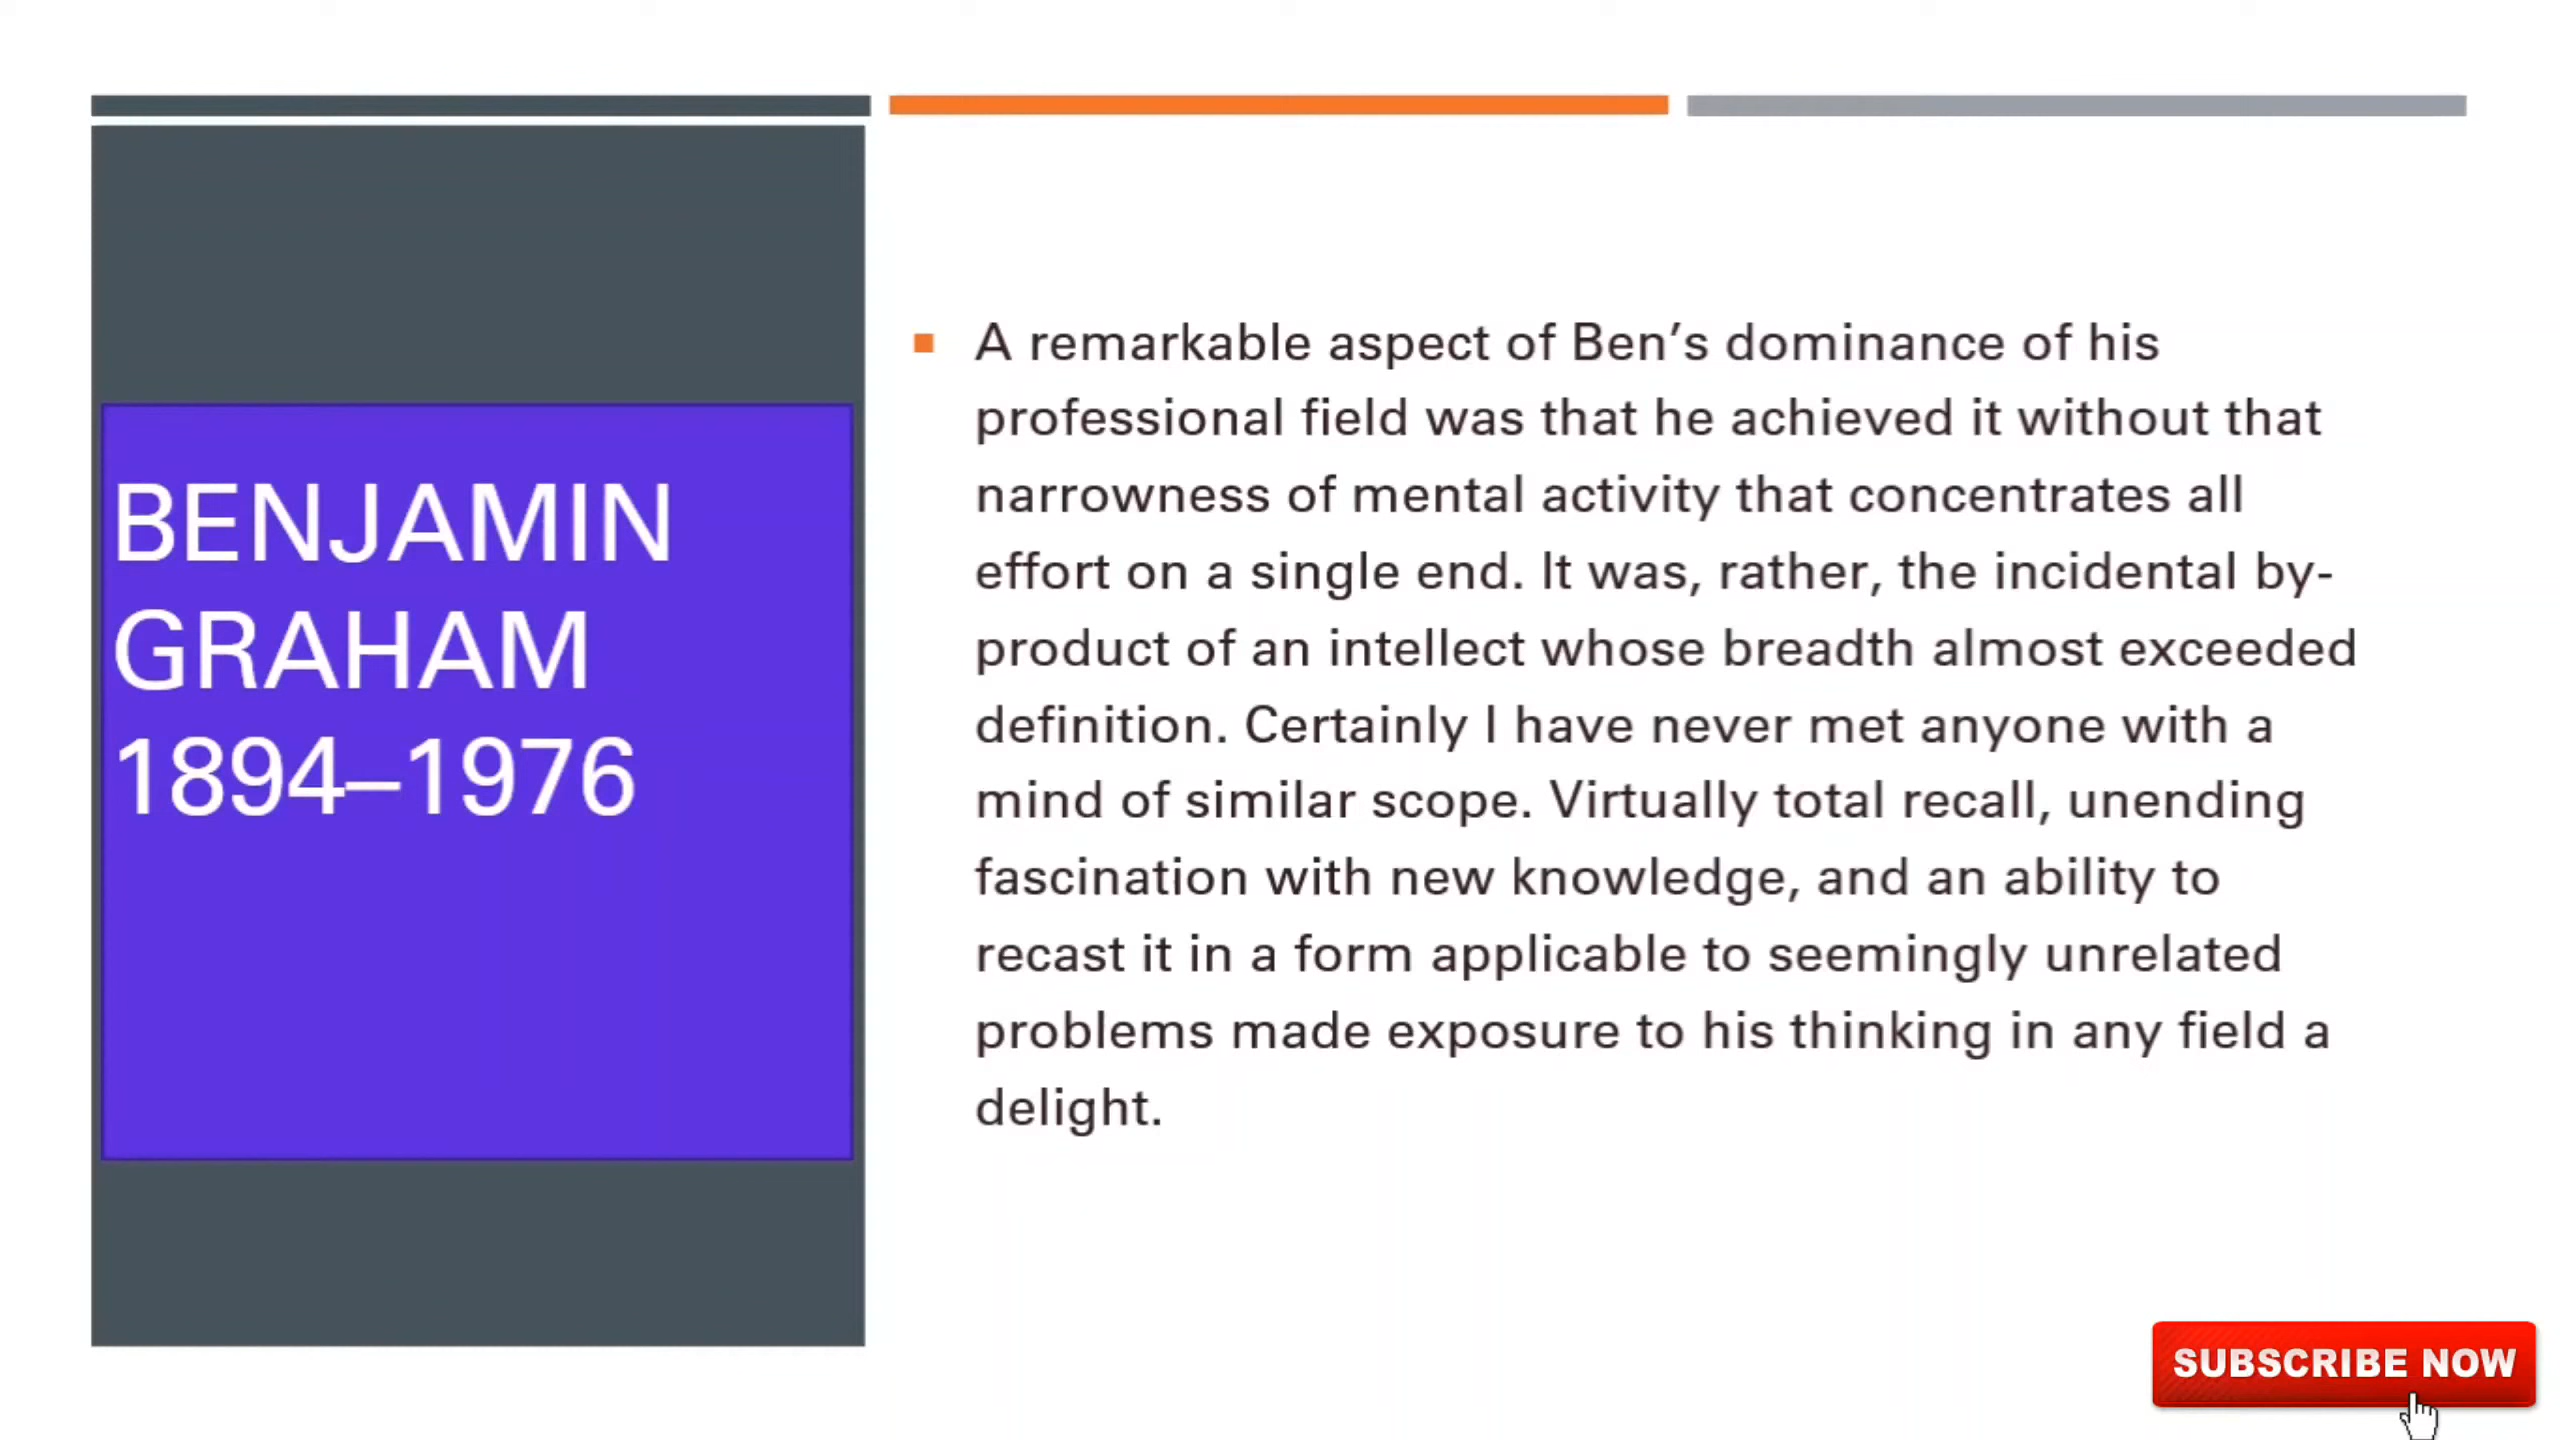 BENJAMIN
GRAHAM
1894–1976
A remarkable aspect of Ben’s dominance of his
professional field was that he achieved it without that
narrowness of mental activity that concentrates all
effort on a single end. It was, rather, the incidental by-
product of an intellect whose breadth almost exceeded
definition. Certainly I have never met anyone with a
mind of similar scope. Virtually total recall, unending
fascination with new knowledge, and an ability to
recast it in a form applicable to seemingly unrelated
problems made exposure to his thinking in any field a
delight.
SUBSCRIBE NOW